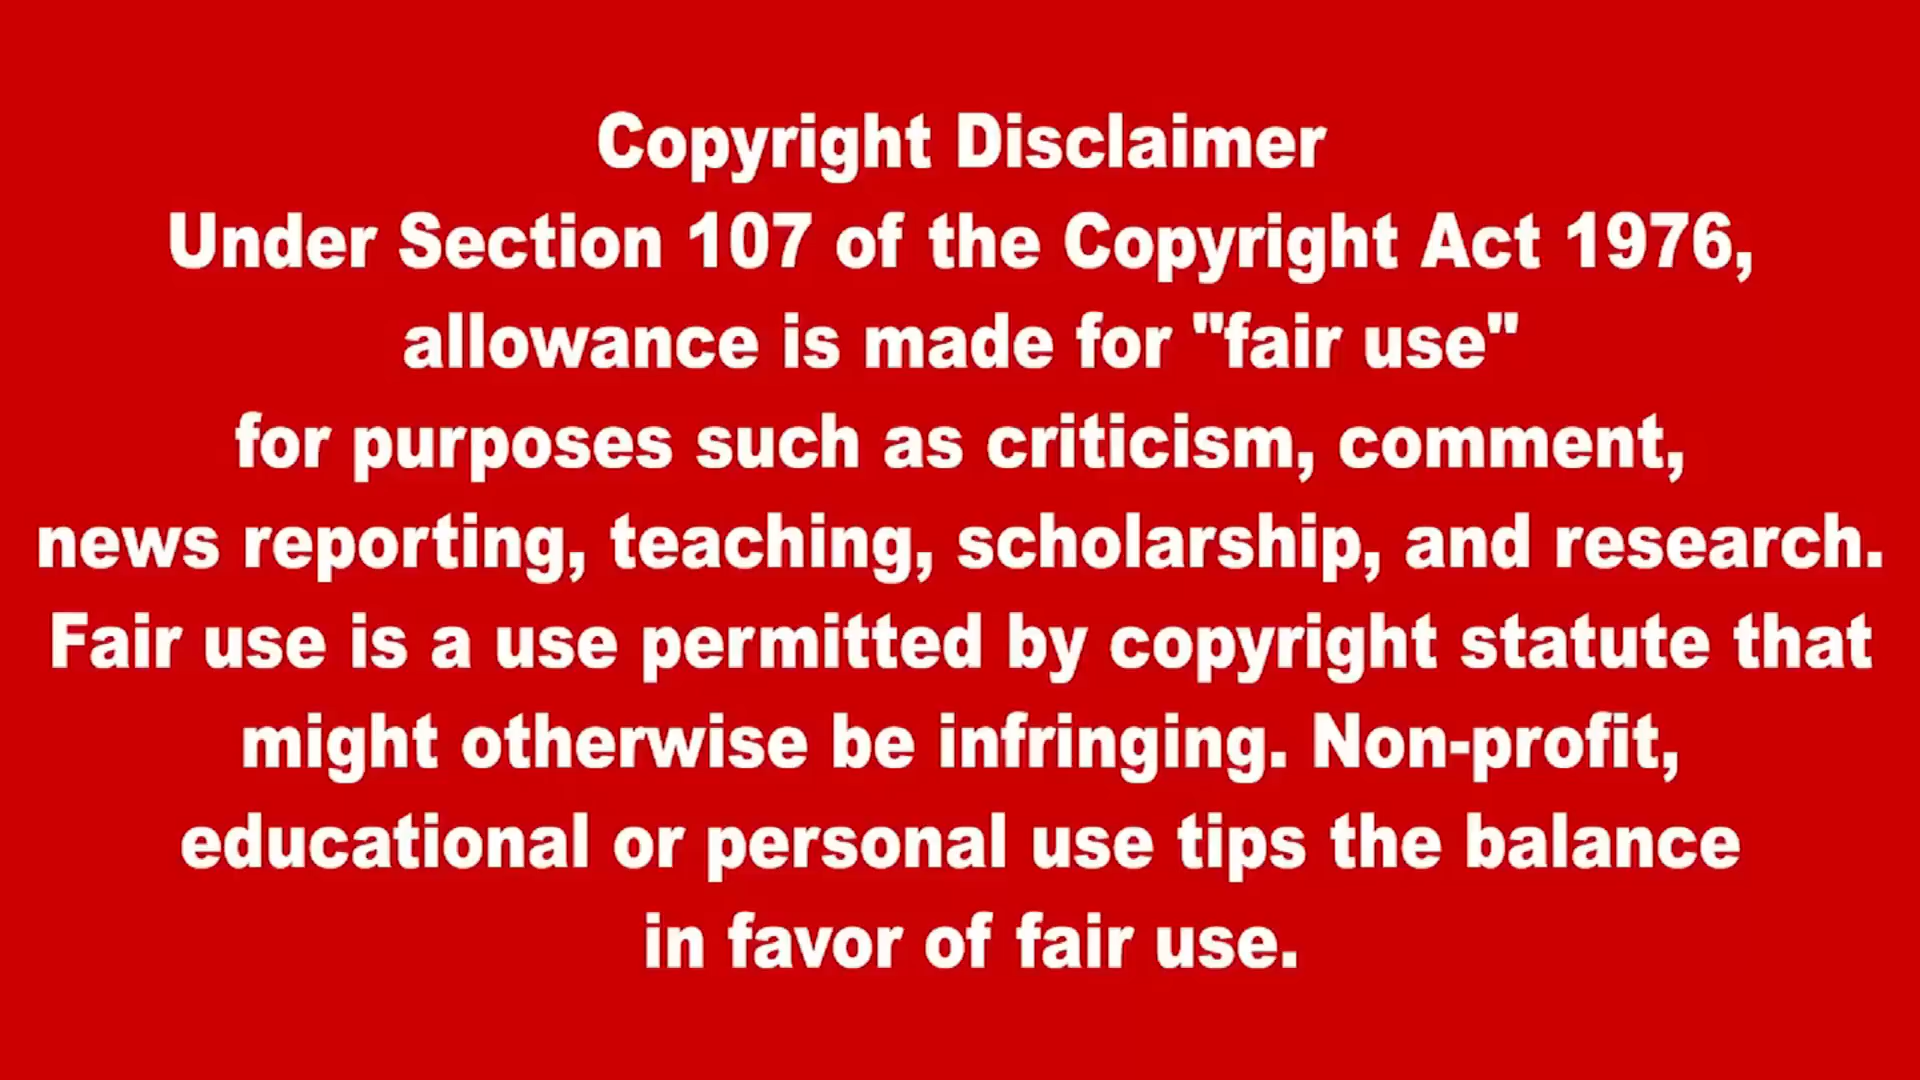 Copyright Disclaimer
Under Section 107 of the Copyright Act 1976,
allowance is made for "fair use"
for purposes such as criticism, comment,
news reporting, teaching, scholarship, and research.
Fair use is a use permitted by copyright statute that
might otherwise be infringing. Non-profit,
educational or personal use tips the balance
in favor of fair use.